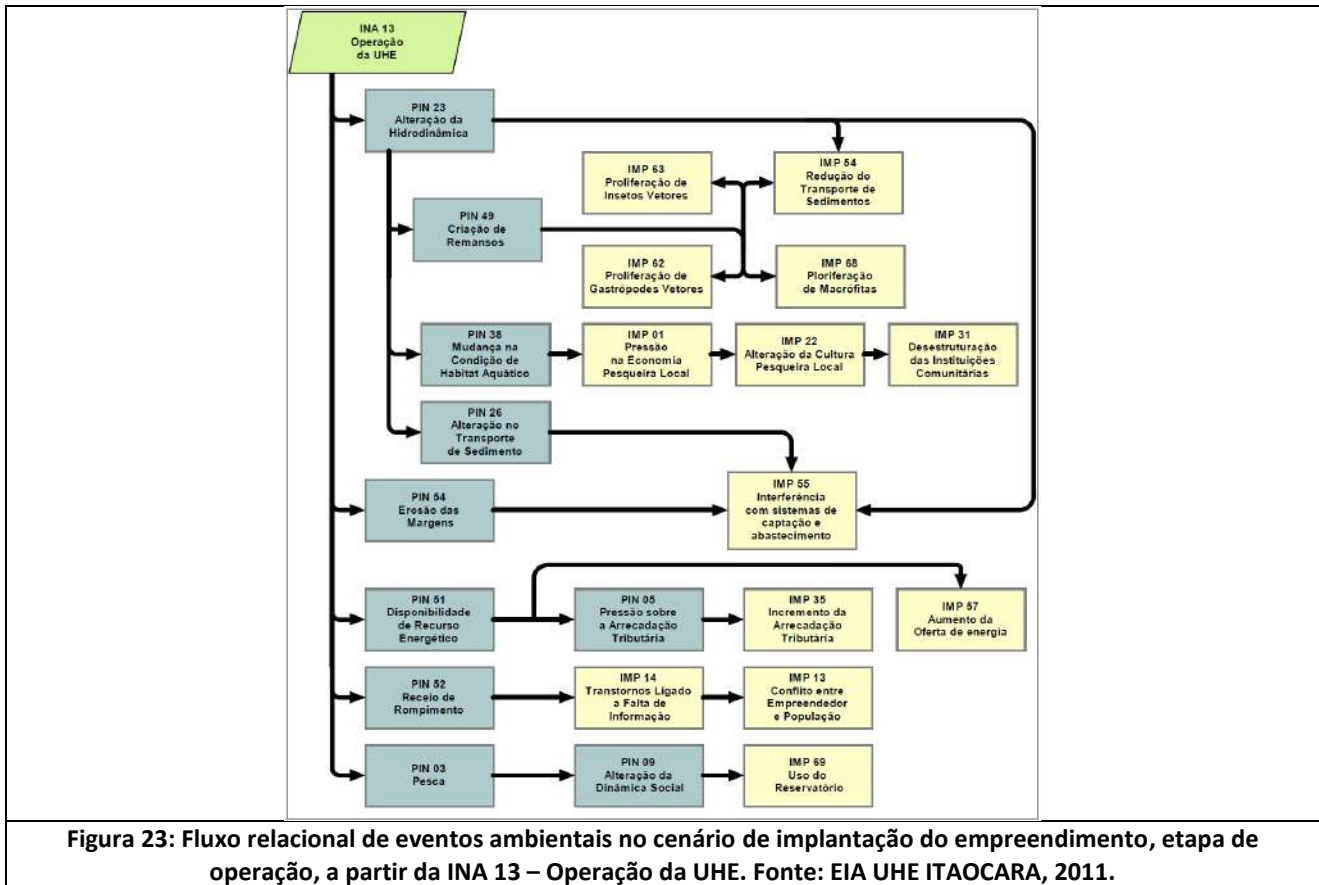 INA 13
Operação
da UHE
PIN 23
Alteração da
Hidrodinâmica
IMP 63
Proliferação de
Insetos Vetores
IMP 54
Redução do
Transporte de
Sedimentos
PIN 49
Criação de
Remansos
IMP 62
Proliferação de
Gastrópodes Vetores
IMP 68
Ploriferação
de Macrófitas
PIN 38
Mudança na
Condição de
Habitat Aquático
IMP 01
Pressão
na Economia
Pesqueira Local
IMP 22
Alteração da Cultura
Pesqueira Local
IMP 31
Desestruturação
das Instituições
Comunitárias
PIN 26
Alteração no
Transporte
de Sedimento
PIN 54
Erosão das
Margens
IMP 55
Interferência
com sistemas de
captação e
abastecimento
PIN 51
Disponibilidade
de Recurso
Energético
PIN 05
Pressão sobre
a Arrecadação
Tributária
IMP 35
Incremento da
Arrecadação
Tributária
IMP 57
Aumento da
Oferta de energia
PIN 52
Receio de
Rompimento
IMP 14
Transtornos Ligado
a Falta de
Informação
IMP 13
Conflito entre
Empreendedor
e População
PIN 03
Pesca
PIN 09
Alteração da
Dinâmica Social
IMP 69
Uso do
Reservatório
Figura 23: Fluxo relacional de eventos ambientais no cenário de implantação do empreendimento, etapa de
operação, a partir da INA 13 – Operação da UHE. Fonte: EIA UHE ITAOCARA, 2011.